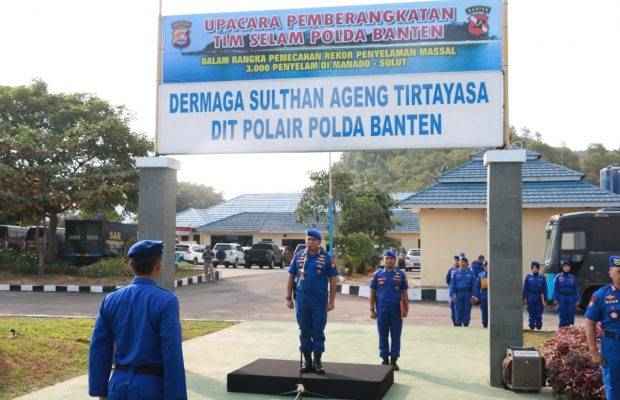 UPACARA PEMBERANGKATAN
TIM SELAM POLDA BANTEN
DALAM RANGKA PEMECAHAN REKOR PENYELAMAN MASSAL
3.000 PENYELAM DI MANADO - SULUT
DERMAGA SULTHAN AGENG TIRTAYASA
DIT POLAIR POLDA BANTEN
SAR